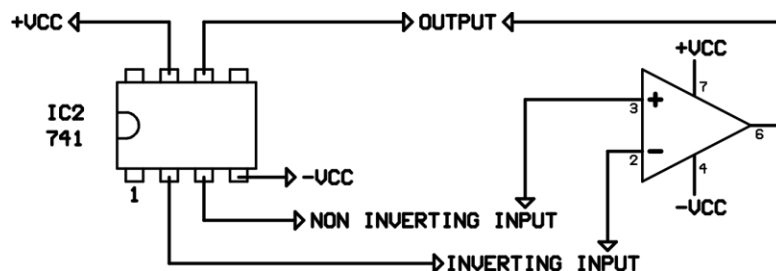 +VCC
OUTPUT
+VCC
7
IC2
741
3
+
6
2
-
4
1
-VCC
-VCC
NON INVERTING INPUT
INVERTING INPUT